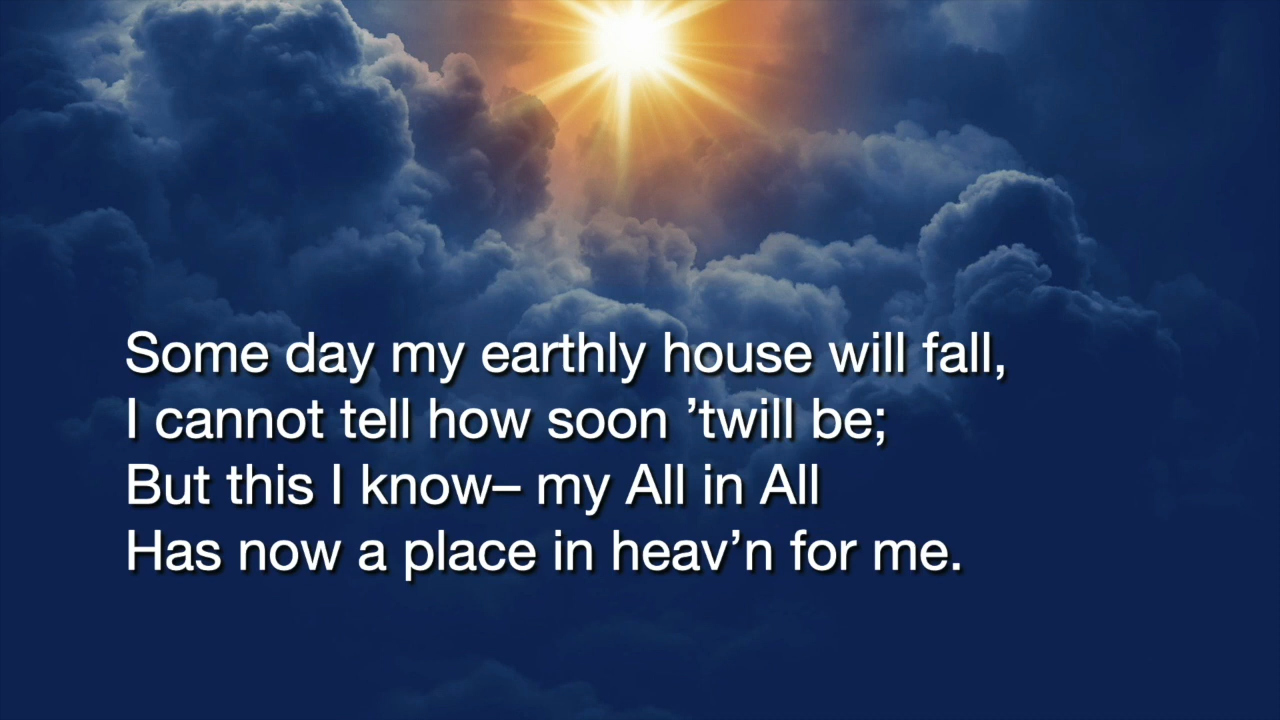 Some day my earthly house will fall,
I cannot tell how soon ’twill be;
But this I know– my All in All
Has now a place in heav’n for me.